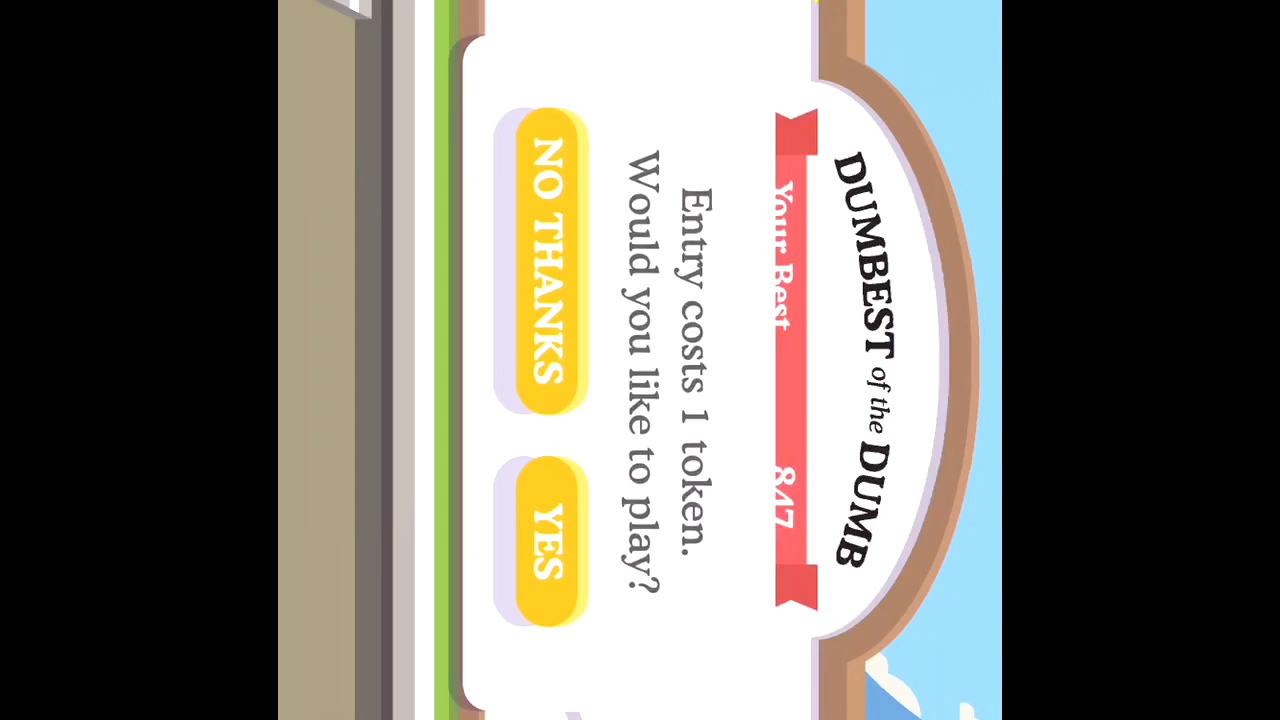 DUMBEST of the DUMB
Your Best 847
Entry costs 1 token.
Would you like to play?
NO THANKS YES